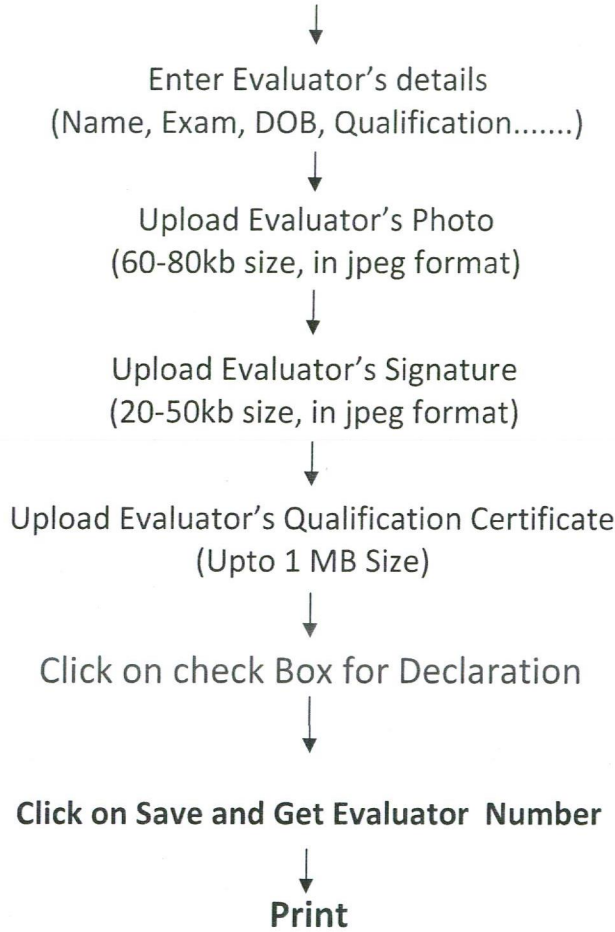 Enter Evaluator's details
(Name, Exam, DOB, Qualification.......)
Upload Evaluator's Photo
(60-80kb size, in jpeg format)
Upload Evaluator's Signature
(20-50kb size, in jpeg format)
Upload Evaluator's Qualification Certificate
(Upto 1 MB Size)
Click on check Box for Declaration
Click on Save and Get Evaluator Number
Print